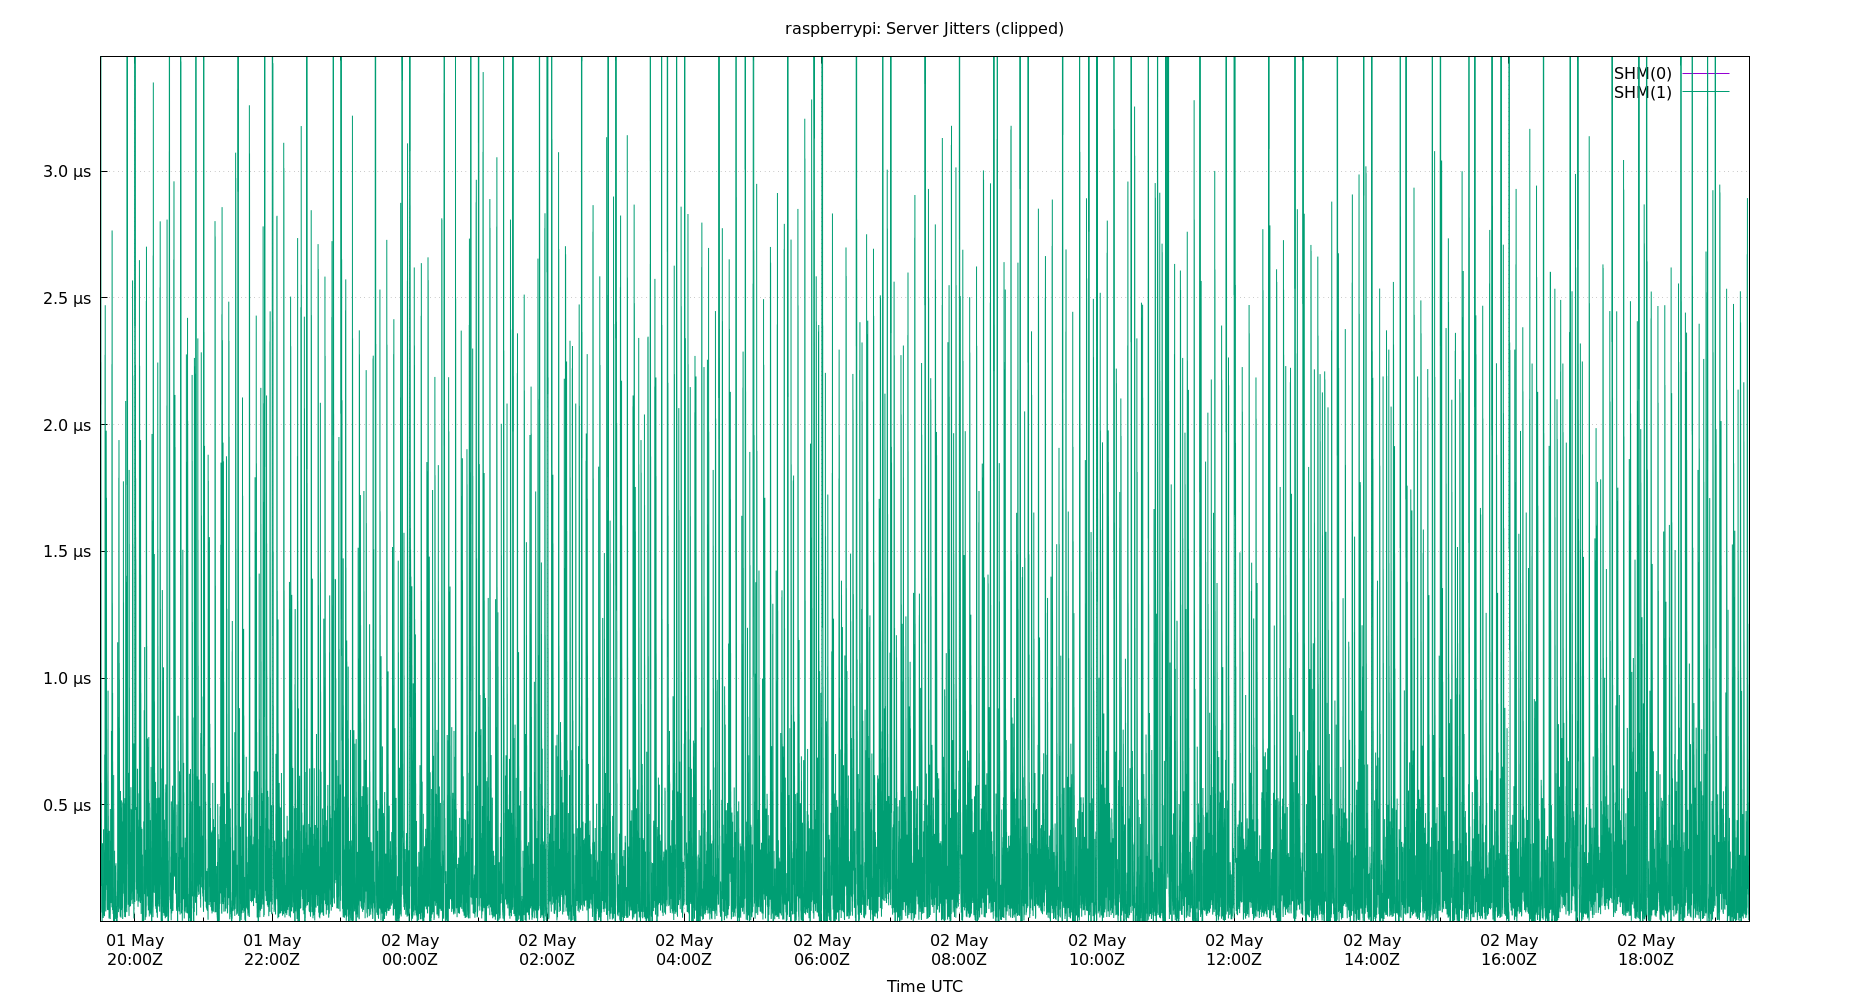 raspberrypi: Server Jitters (clipped)
SHM(0)
SHM(1)
3.0 µs
2.5 µs
2.0 µs
1.5 µs
1.0 µs
0.5 µs
01 May 01 May 02 May 02 May 02 May 02 May 02 May 02 May 02 May 02 May 02 May 02 May
20:00Z 22:00Z 00:00Z 02:00Z 04:00Z 06:00Z 08:00Z 10:00Z 12:00Z 14:00Z 16:00Z 18:00Z
Time UTC